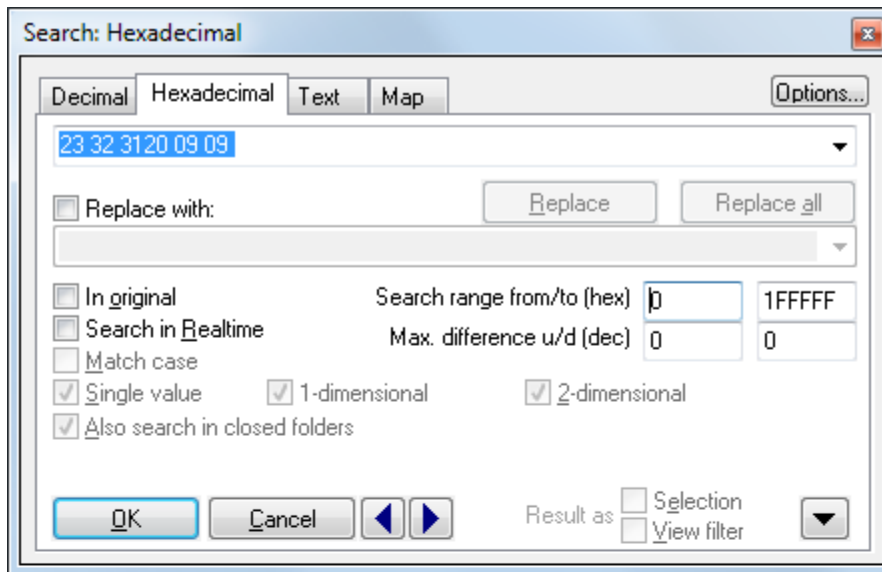 Search: Hexadecimal
Decimal Hexadecimal Text Map Options...
23 32 3120 09 09
Replace with: Replace Replace all
In original Search range from/to (hex) 0 1FFFFF
Search in Realtime Max. difference u/d (dec) 0 0
Match case
Single value 1-dimensional 2-dimensional
Also search in closed folders
OK Cancel Result as Selection
View filter